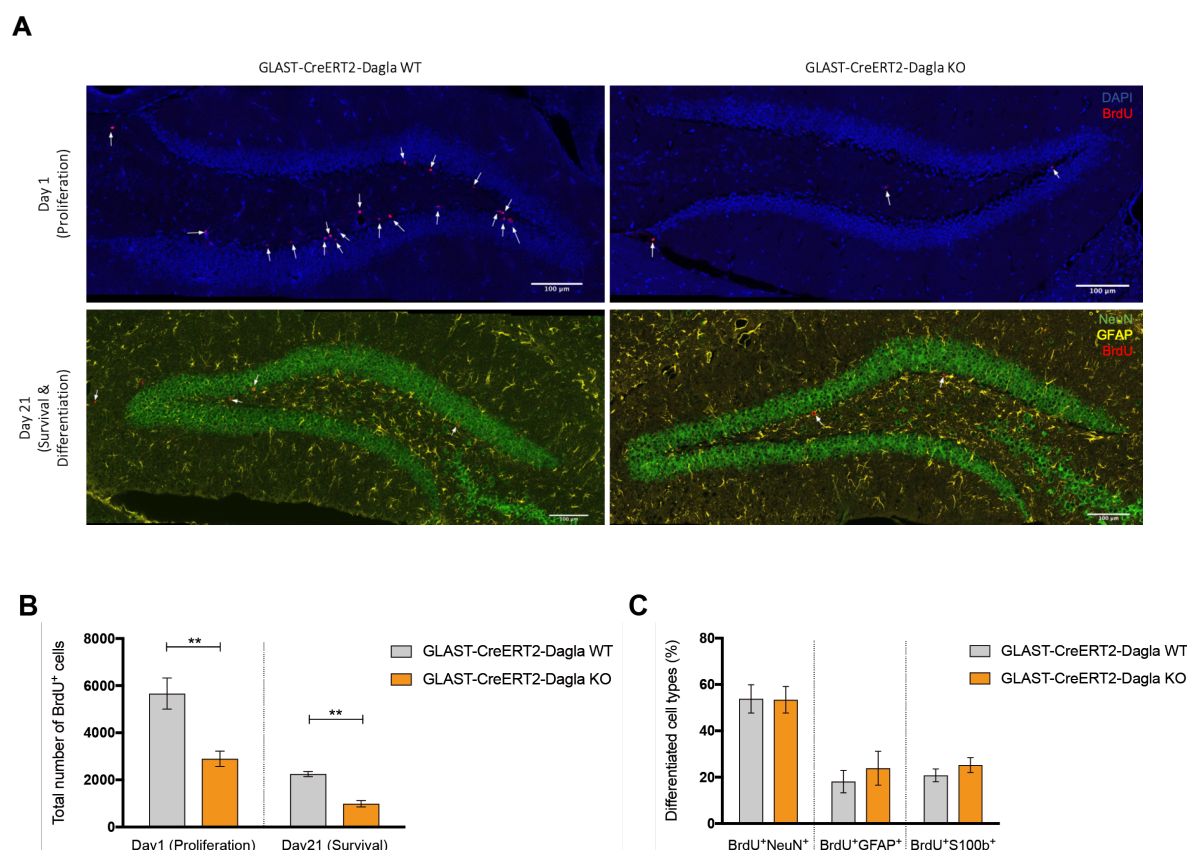 A
GLAST-CreERT2-Dagla WT
GLAST-CreERT2-Dagla KO
Day 1
(Proliferation)
DAPI
BrdU
100 µm
100 µm
Day 21
(Survival &
Differentiation)
NeuN
GFAP
BrdU
100 µm
100 µm
B
Total number of BrdU⁺ cells
8000
6000
4000
2000
0
**
**
GLAST-CreERT2-Dagla WT
GLAST-CreERT2-Dagla KO
Day1 (Proliferation)
Day21 (Survival)
C
Differentiated cell types (%)
80
60
40
20
0
GLAST-CreERT2-Dagla WT
GLAST-CreERT2-Dagla KO
BrdU⁺NeuN⁺
BrdU⁺GFAP⁺
BrdU⁺S100b⁺